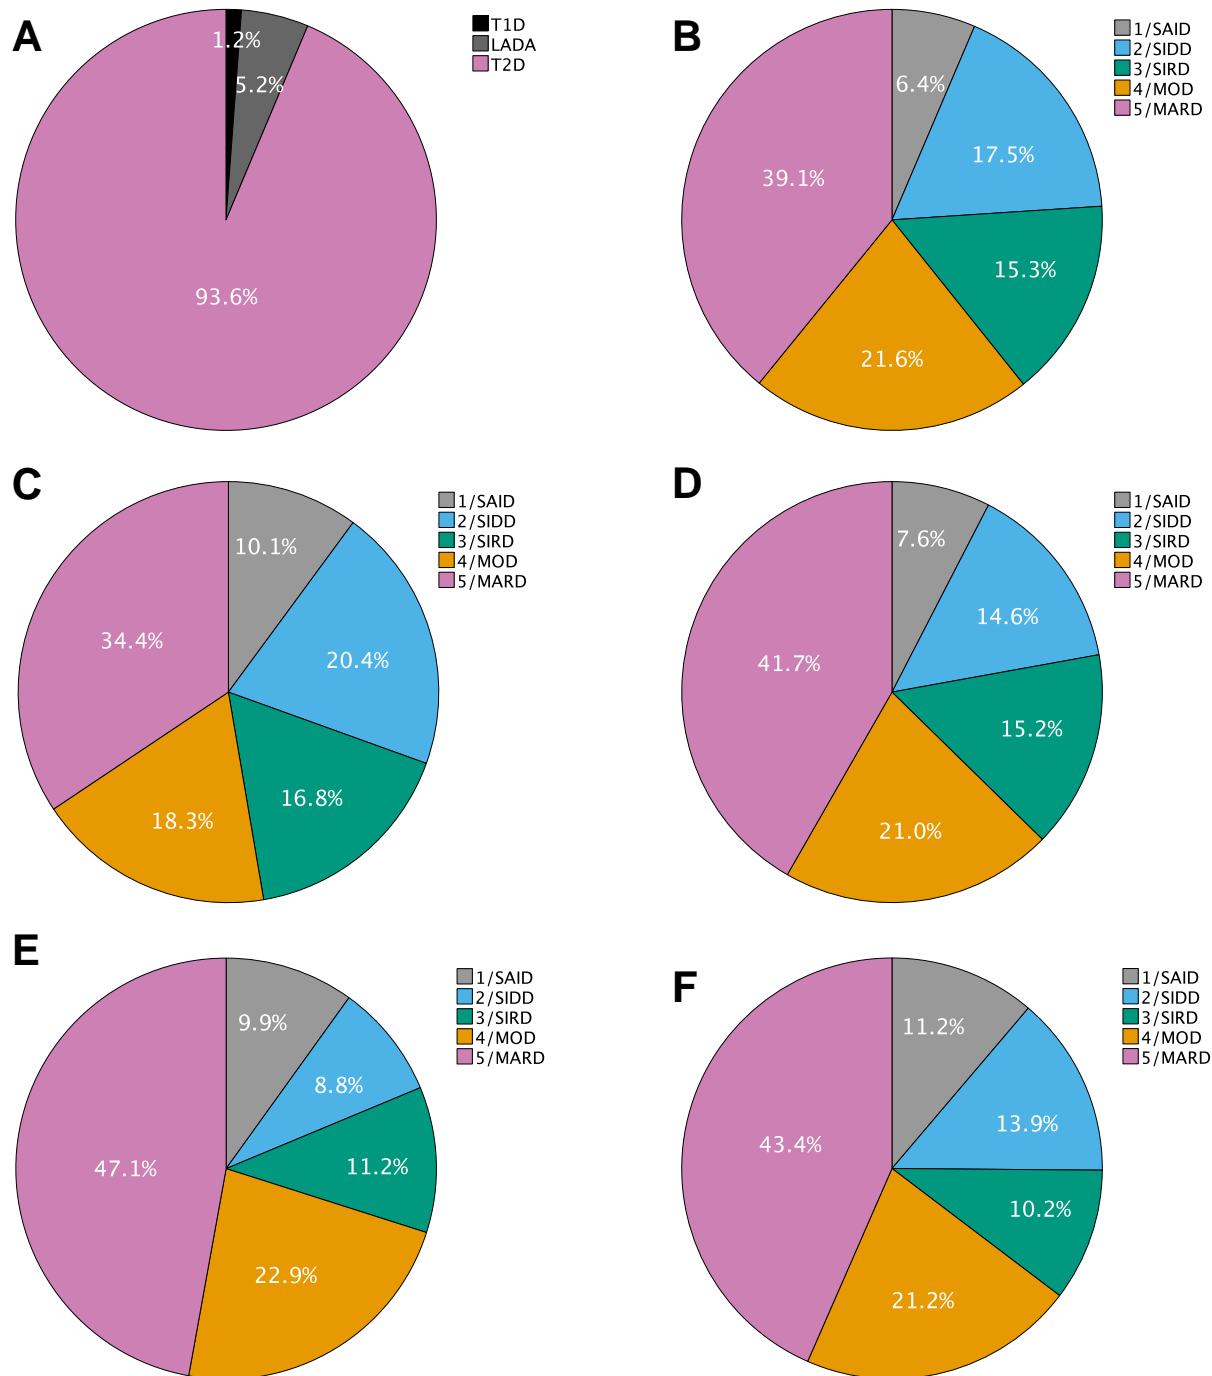 A
T1D
LADA
T2D
1.2%
5.2%
93.6%
B
1/SAID
2/SIDD
3/SIRD
4/MOD
5/MARD
6.4%
17.5%
39.1%
15.3%
21.6%
C
1/SAID
2/SIDD
3/SIRD
4/MOD
5/MARD
10.1%
34.4%
20.4%
16.8%
18.3%
D
1/SAID
2/SIDD
3/SIRD
4/MOD
5/MARD
7.6%
14.6%
41.7%
15.2%
21.0%
E
1/SAID
2/SIDD
3/SIRD
4/MOD
5/MARD
9.9%
8.8%
47.1%
11.2%
22.9%
F
1/SAID
2/SIDD
3/SIRD
4/MOD
5/MARD
11.2%
13.9%
43.4%
10.2%
21.2%